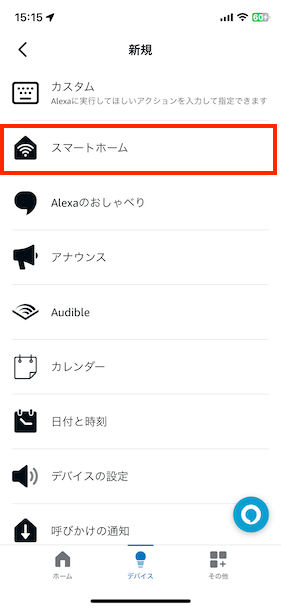 15:15
60
新規
カスタム
Alexaに実行してほしいアクションを入力して指定できます
スマートホーム
Alexaのおしゃべり
アナウンス
Audible
カレンダー
日付と時刻
デバイスの設定
呼びかけの通知
ホーム
デバイス
その他